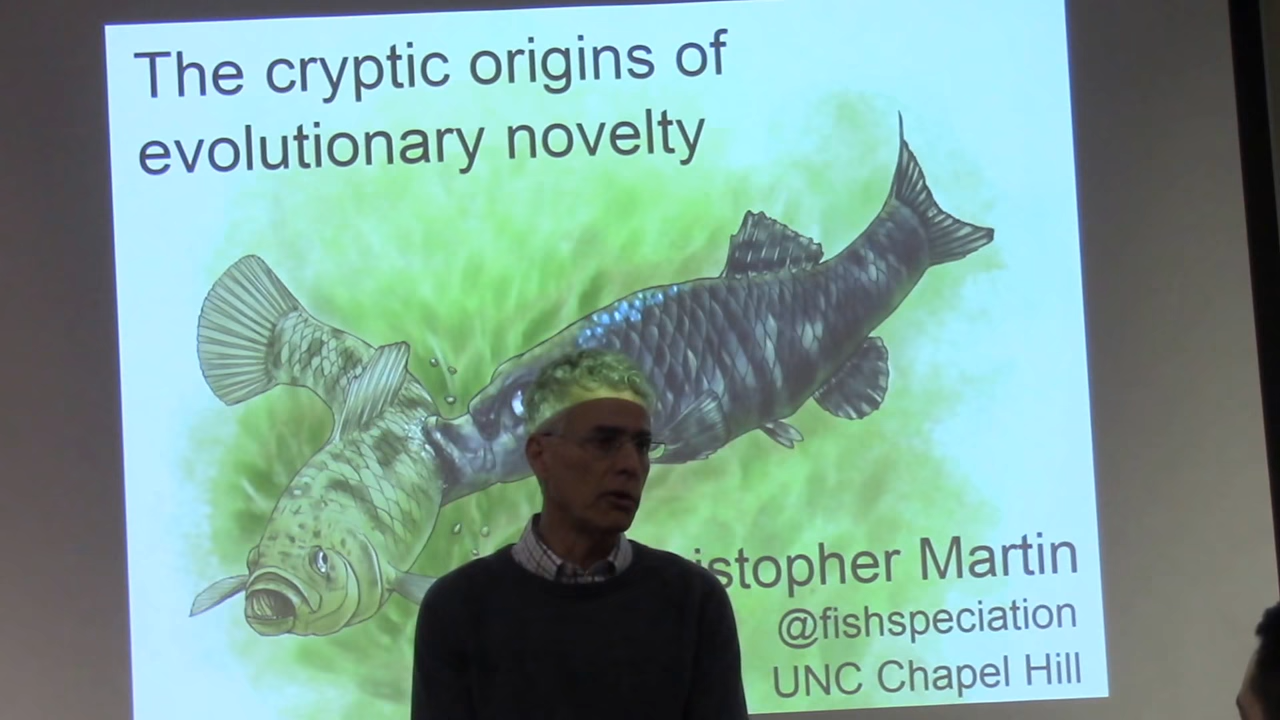 The cryptic origins of
evolutionary novelty
istopher Martin
@fishspeciation
UNC Chapel Hill